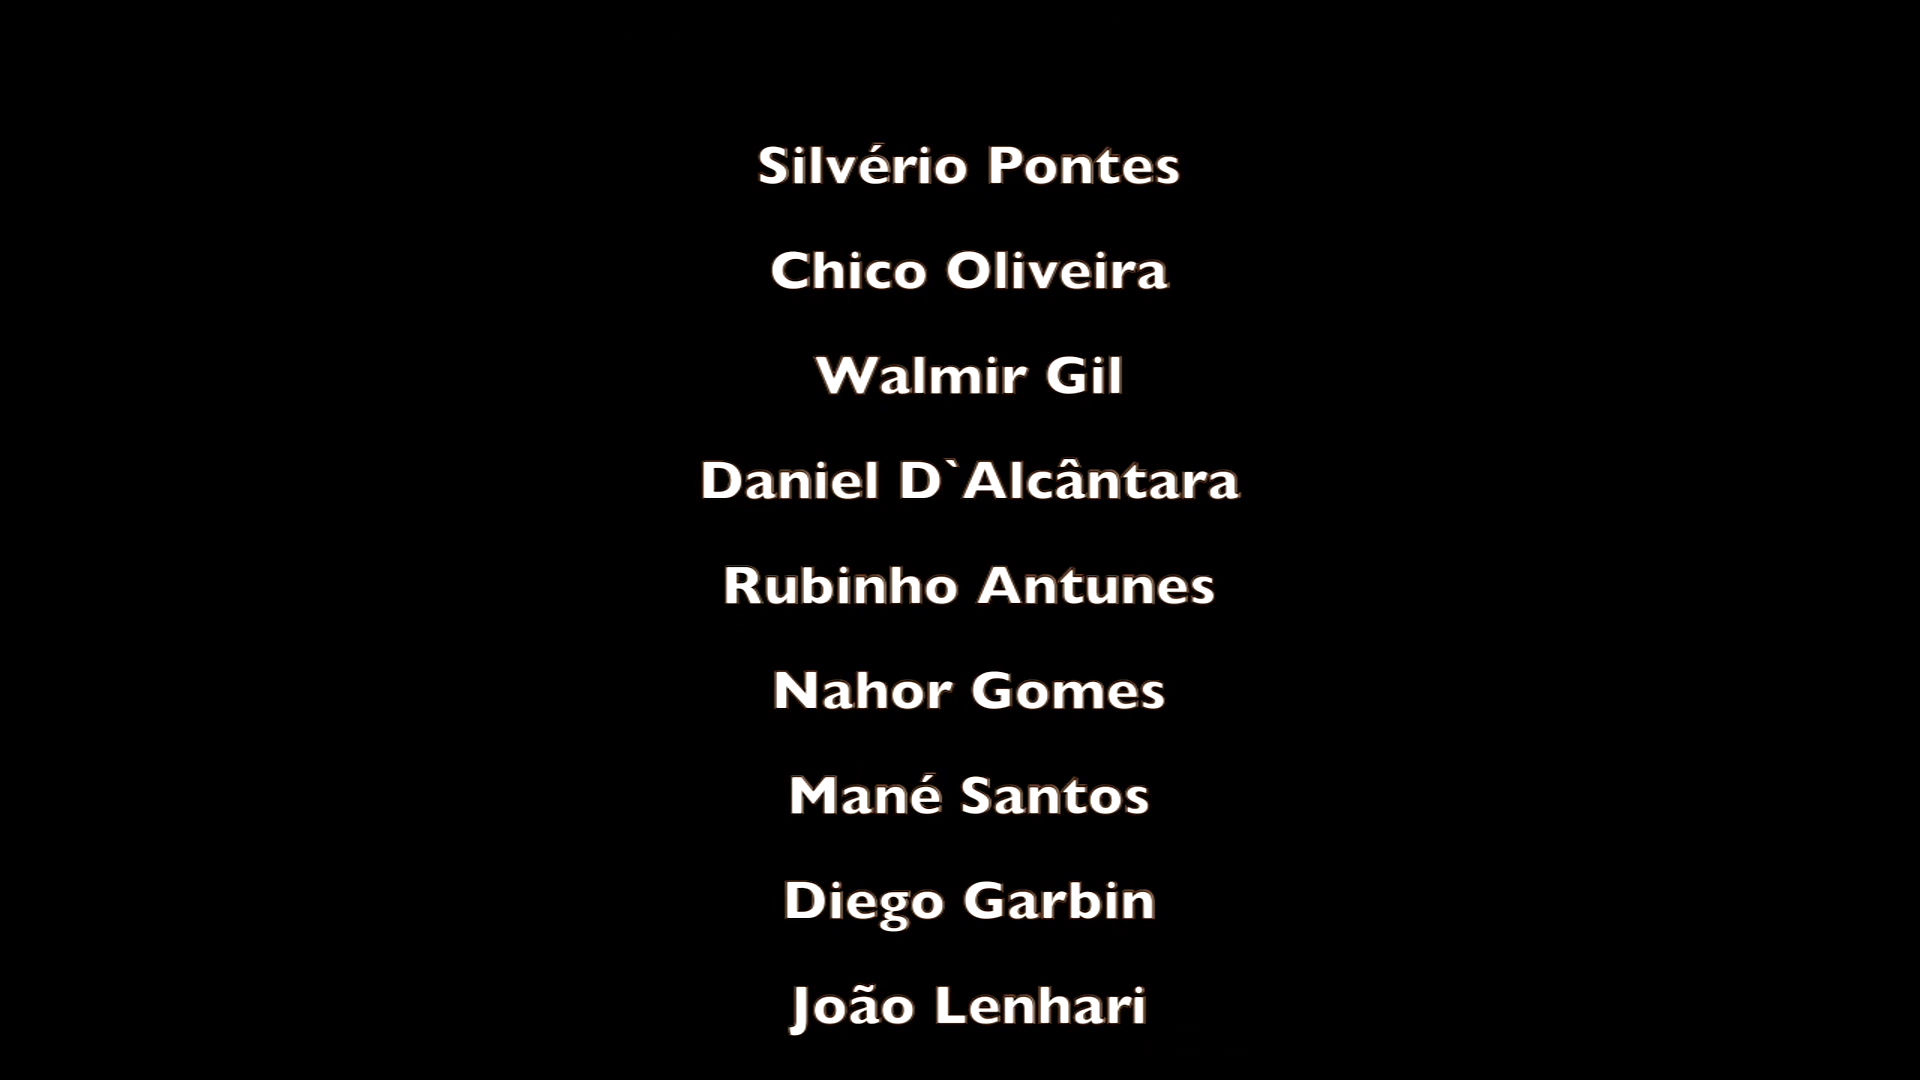 Silvério Pontes
Chico Oliveira
Walmir Gil
Daniel D`Alcântara
Rubinho Antunes
Nahor Gomes
Mané Santos
Diego Garbin
João Lenhari